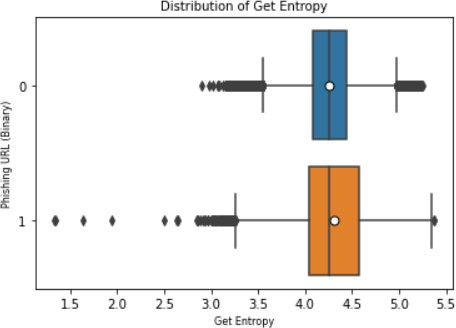 Distribution of Get Entropy
Phishing URL (Binary)
0
1
1.5 2.0 2.5 3.0 3.5 4.0 4.5 5.0 5.5
Get Entropy